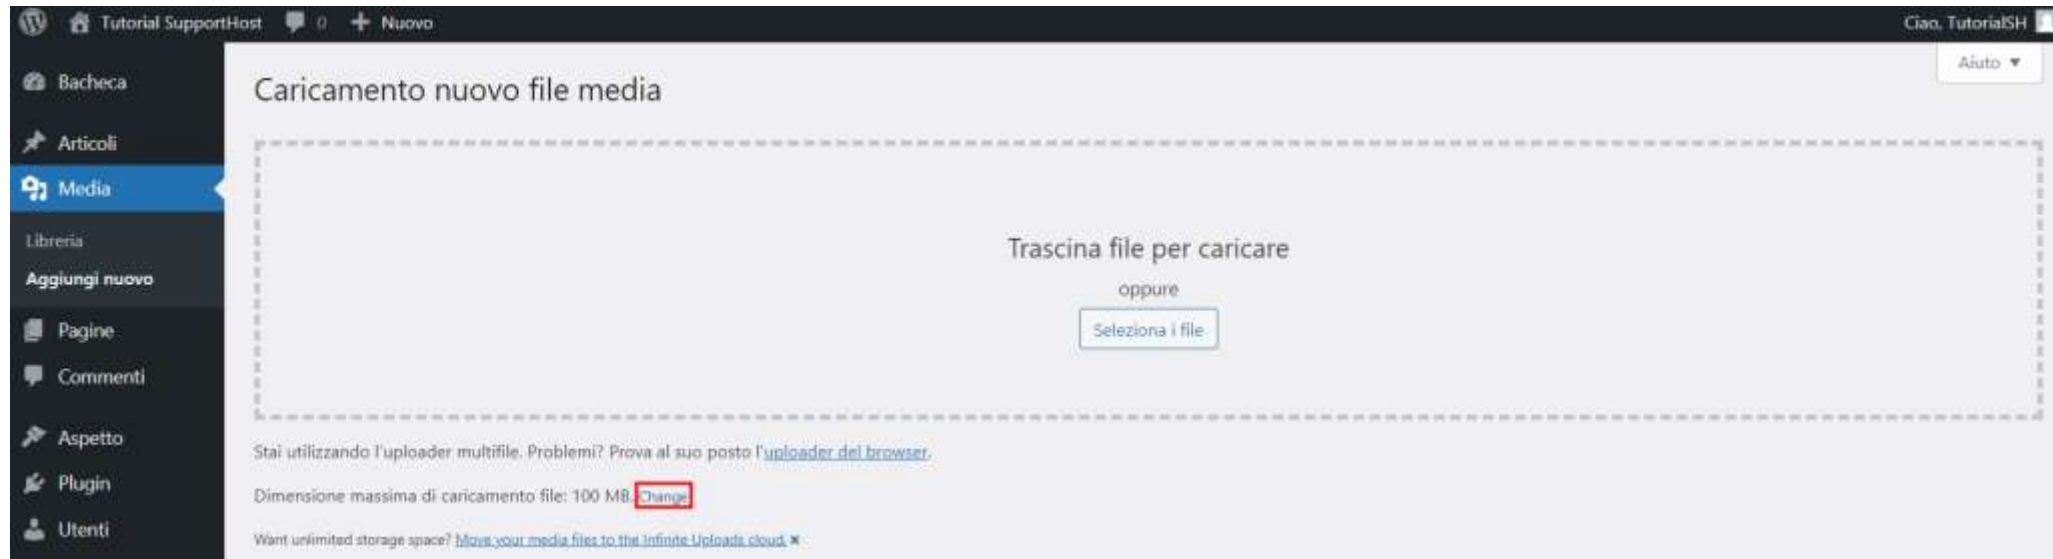 Tutorial SupportHost 0 + Nuovo Ciao, TutorialSH
Aiuto ▼
Bacheca
Articoli
Media
Libreria
Aggiungi nuovo
Pagine
Commenti
Aspetto
Plugin
Utenti
Caricamento nuovo file media
Trascina file per caricare
oppure
Seleziona i file
Stai utilizzando l'uploader multifile. Problemi? Prova al suo posto l'uploader del browser.
Dimensione massima di caricamento file: 100 MB. Change
Want unlimited storage space? Move your media files to the Infinite Uploads cloud. ×